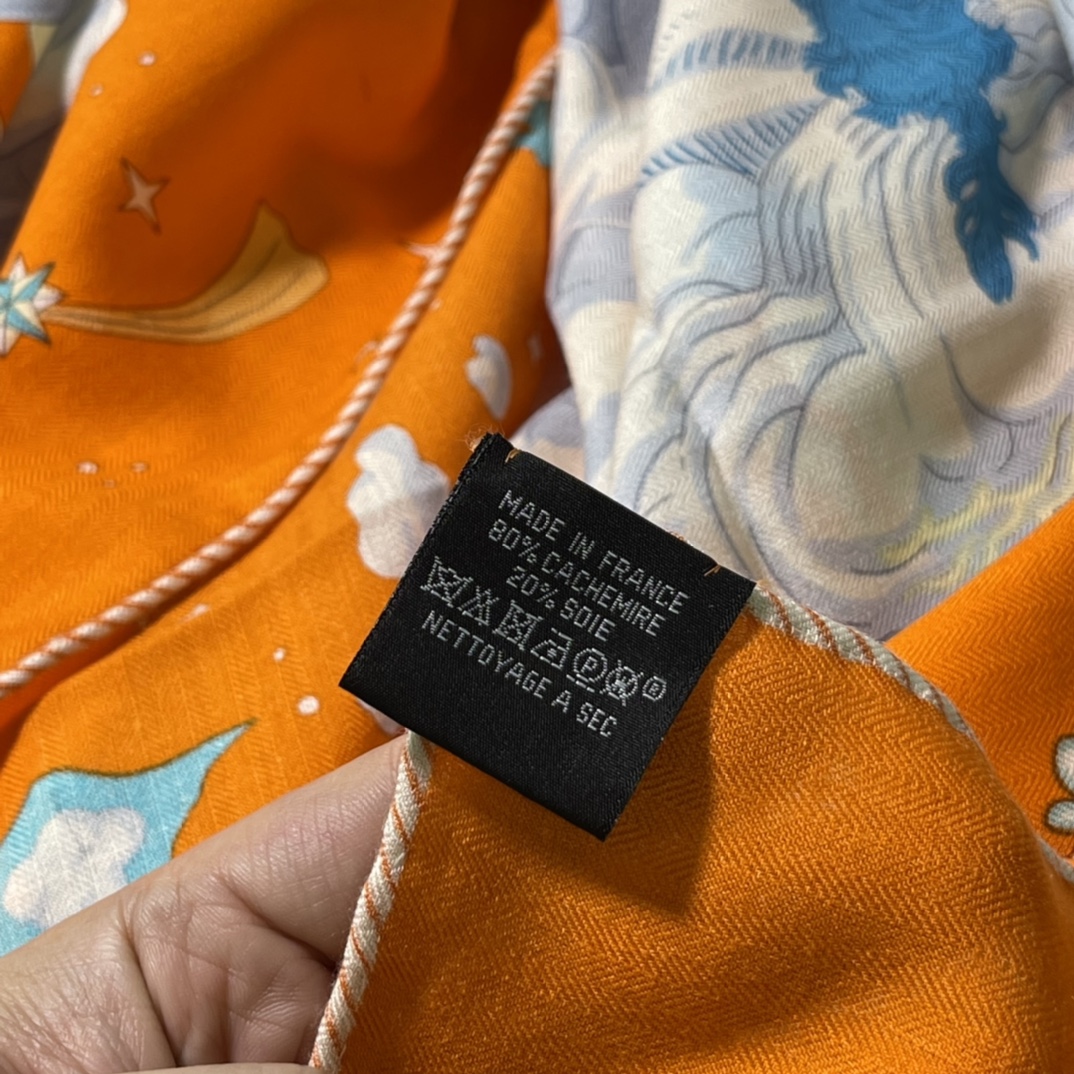 MADE IN FRANCE
80% CACHEMIRE
20% SOIE
P W ®
NETTOYAGE A SEC